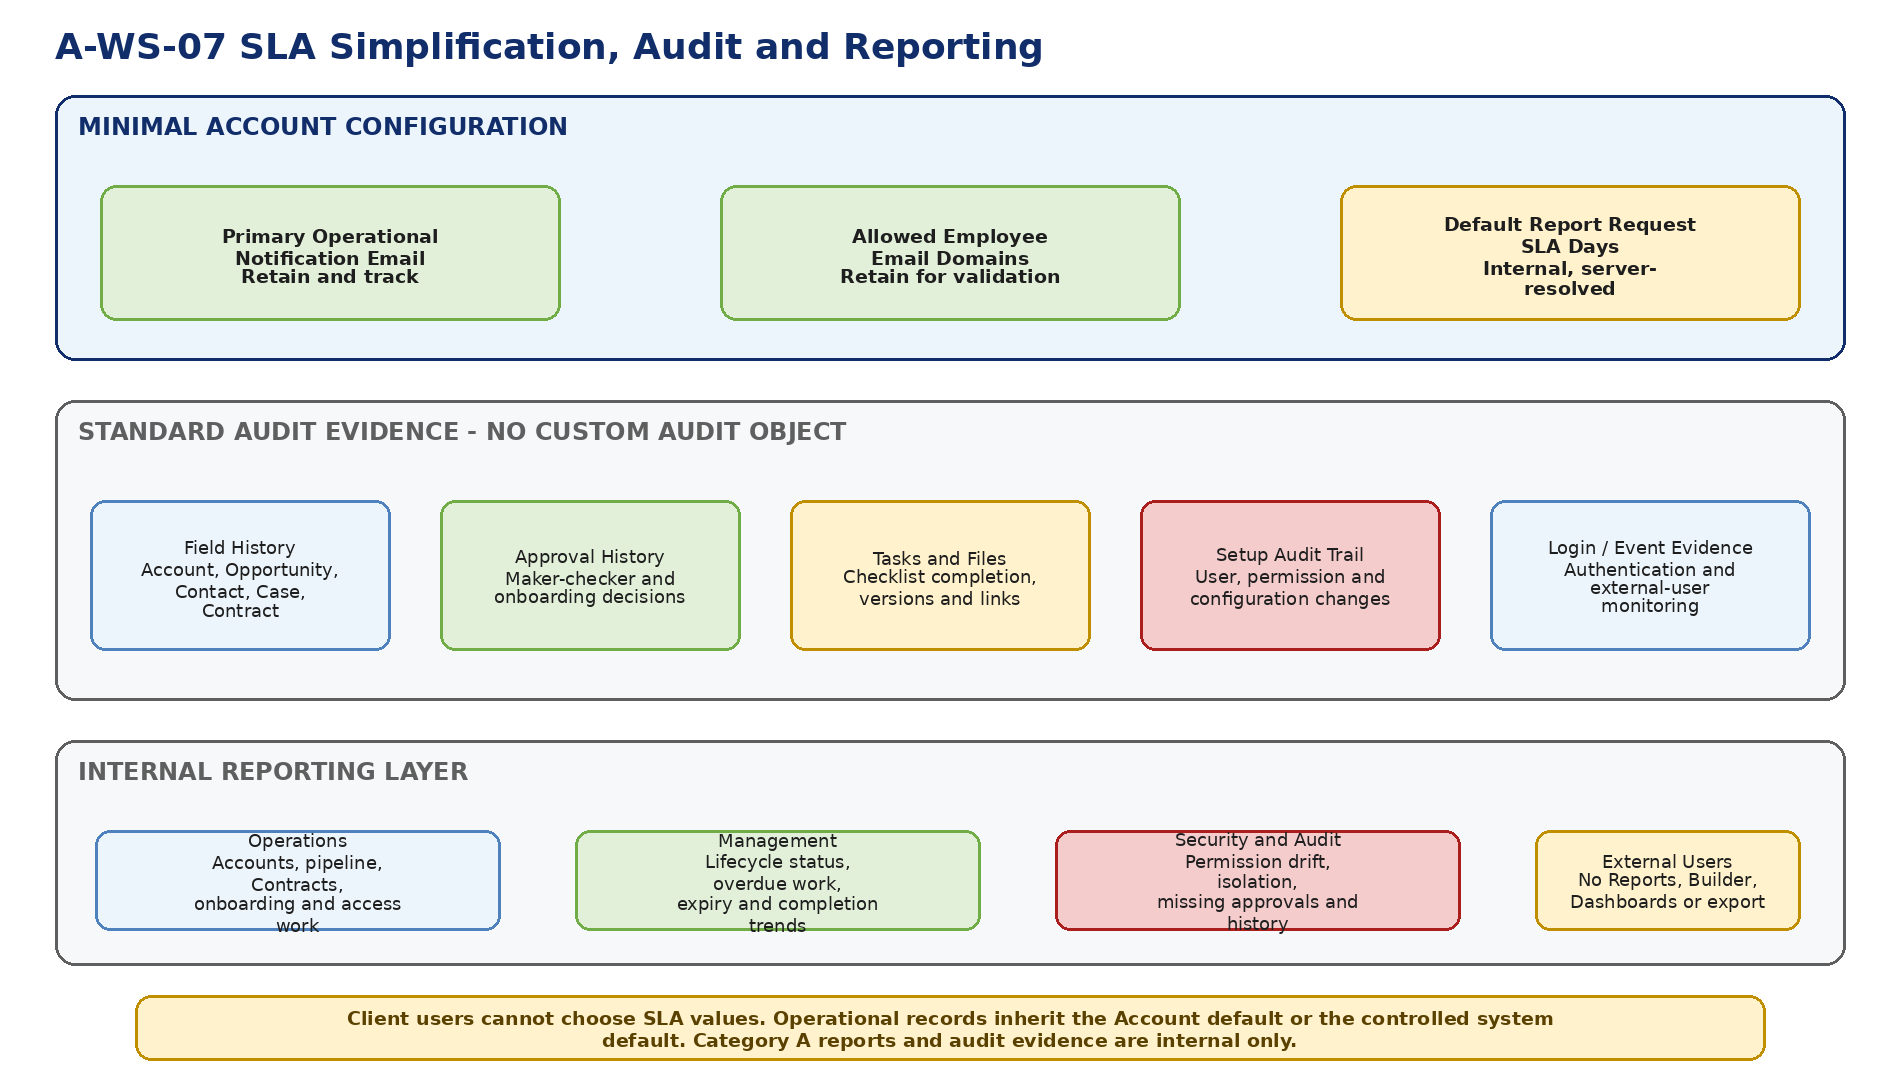 A-WS-07 SLA Simplification, Audit and Reporting
MINIMAL ACCOUNT CONFIGURATION
Primary Operational
Notification Email
Retain and track
Allowed Employee
Email Domains
Retain for validation
Default Report Request
SLA Days
Internal, server-
resolved
STANDARD AUDIT EVIDENCE - NO CUSTOM AUDIT OBJECT
Field History
Account, Opportunity,
Contact, Case,
Contract
Approval History
Maker-checker and
onboarding decisions
Tasks and Files
Checklist completion,
versions and links
Setup Audit Trail
User, permission and
configuration changes
Login / Event Evidence
Authentication and
external-user
monitoring
INTERNAL REPORTING LAYER
Operations
Accounts, pipeline,
Contracts,
onboarding and access
work
Management
Lifecycle status,
overdue work,
expiry and completion
trends
Security and Audit
Permission drift,
isolation,
missing approvals and
history
External Users
No Reports, Builder,
Dashboards or export
Client users cannot choose SLA values. Operational records inherit the Account default or the controlled system
default. Category A reports and audit evidence are internal only.